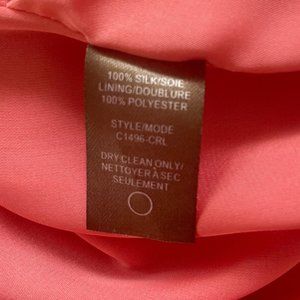 100% SILK/SOIE
LINING/DOUBLURE
100% POLYESTER
STYLE/MODE
C1496-CRL
DRY CLEAN ONLY/
NETTOYER À SEC
SEULEMENT